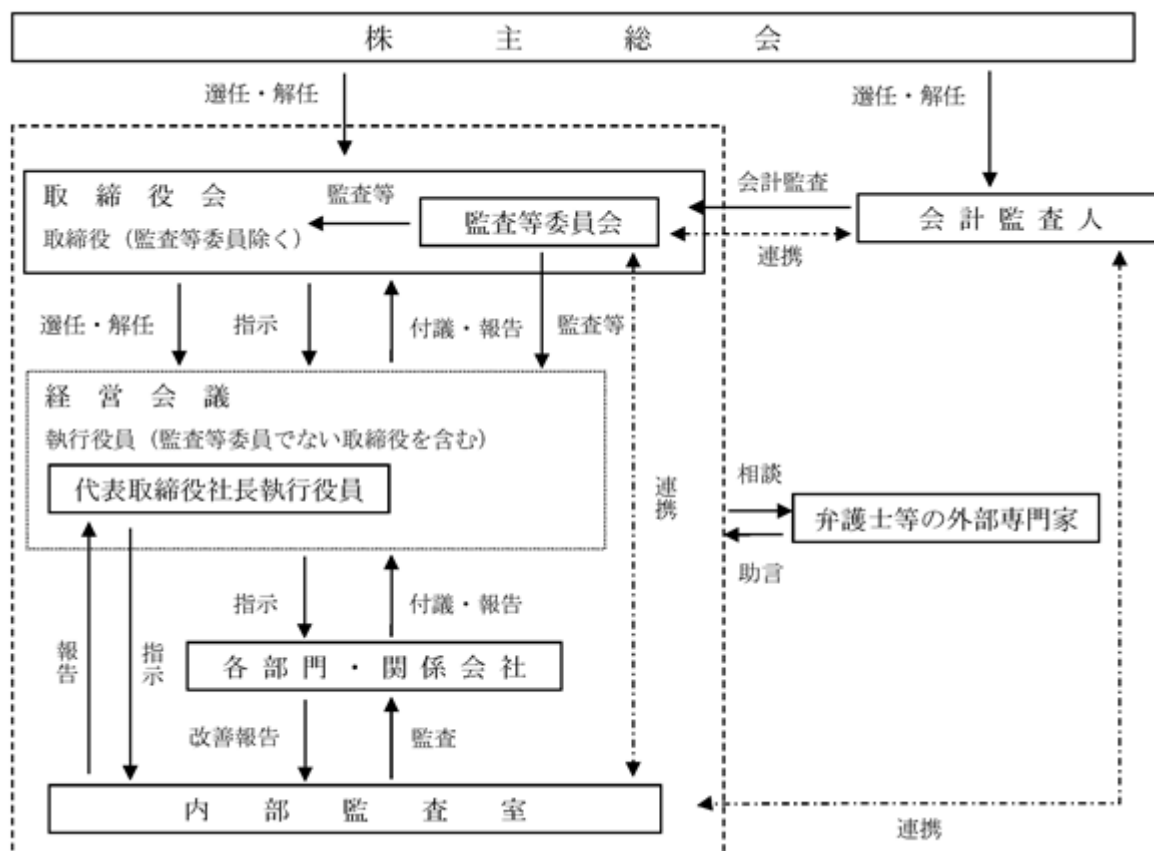 株主総会
選任・解任
選任・解任
取締役会
監査等
監査等委員会
取締役（監査等委員除く）
会計監査
会計監査人
連携
選任・解任
指示
付議・報告
監査等
経営会議
執行役員（監査等委員でない取締役を含む）
代表取締役社長執行役員
連携
相談
弁護士等の外部専門家
助言
指示
付議・報告
報告
指示
各部門・関係会社
改善報告
監査
内部監査室
連携